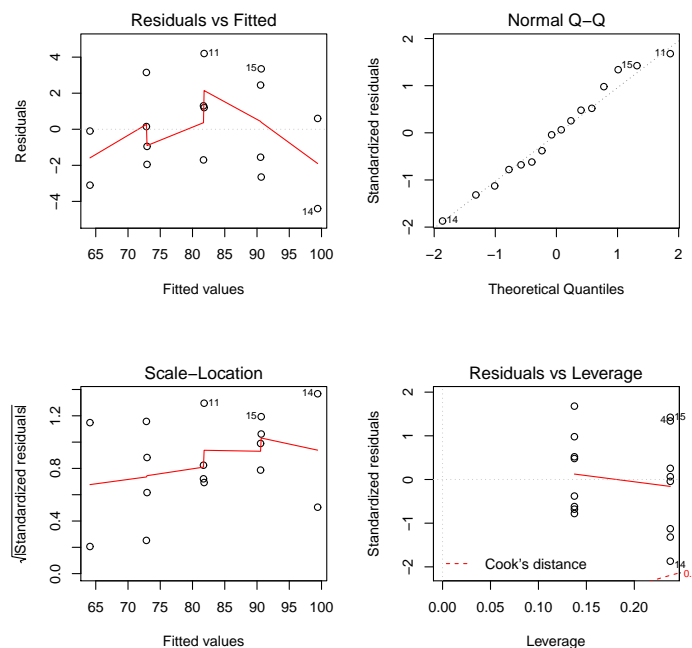 Residuals vs Fitted
Residuals
4
2
0
−2
−4
11
15
14
65 70 75 80 85 90 95 100
Fitted values
Normal Q−Q
Standardized residuals
2
1
0
−1
−2
15
11
14
−2 −1 0 1 2
Theoretical Quantiles
Scale−Location
√|Standardized residuals|
1.2
0.8
0.4
0.0
11
15
14
65 70 75 80 85 90 95 100
Fitted values
Residuals vs Leverage
Standardized residuals
2
1
0
−1
−2
4
15
14
Cook's distance
0.
0.00 0.05 0.10 0.15 0.20
Leverage